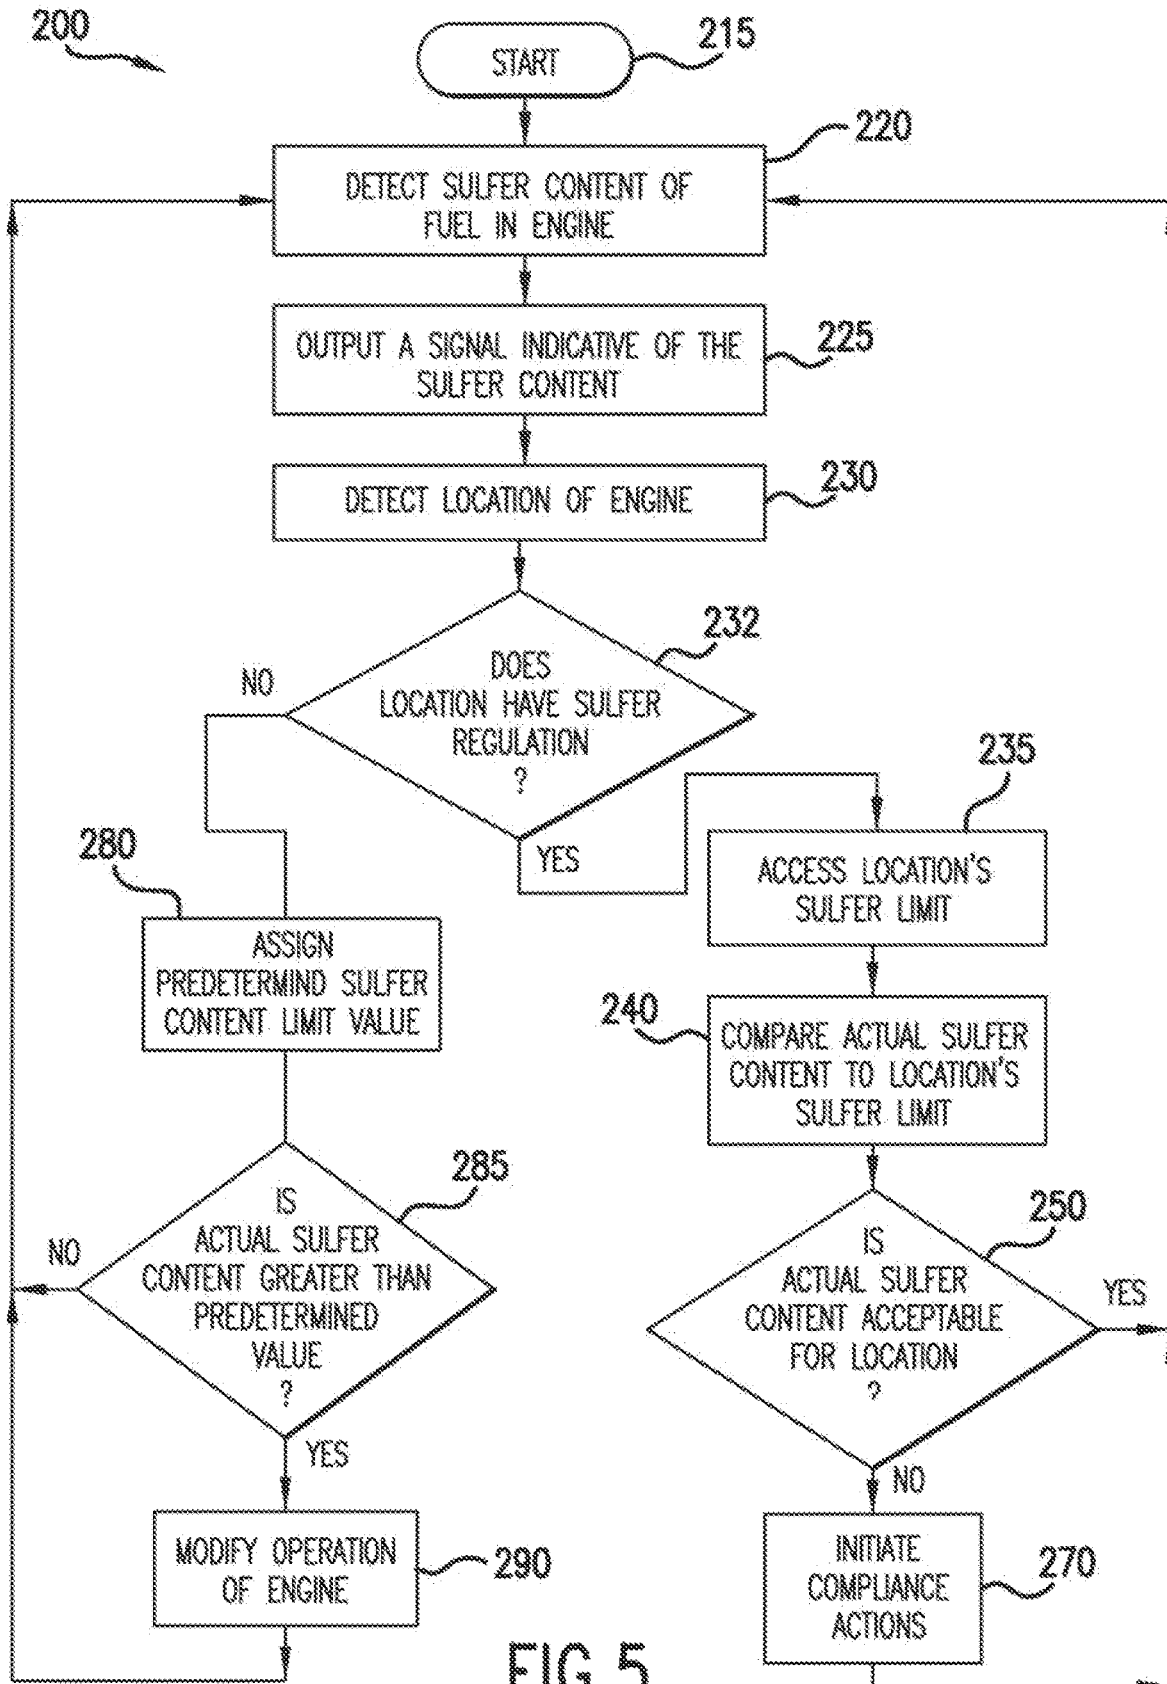 200
START
215
220
DETECT SULFER CONTENT OF
FUEL IN ENGINE
OUTPUT A SIGNAL INDICATIVE OF THE
SULFER CONTENT
225
DETECT LOCATION OF ENGINE
230
232
NO
DOES
LOCATION HAVE SULFER
REGULATION
?
YES
235
ACCESS LOCATION'S
SULFER LIMIT
280
ASSIGN
PREDETERMIND SULFER
CONTENT LIMIT VALUE
240
COMPARE ACTUAL SULFER
CONTENT TO LOCATION'S
SULFER LIMIT
285
IS
ACTUAL SULFER
CONTENT GREATER THAN
PREDETERMINED
VALUE
?
NO
YES
250
IS
ACTUAL SULFER
CONTENT ACCEPTABLE
FOR LOCATION
?
YES
NO
MODIFY OPERATION
OF ENGINE
290
INITIATE
COMPLIANCE
ACTIONS
270
FIG.5